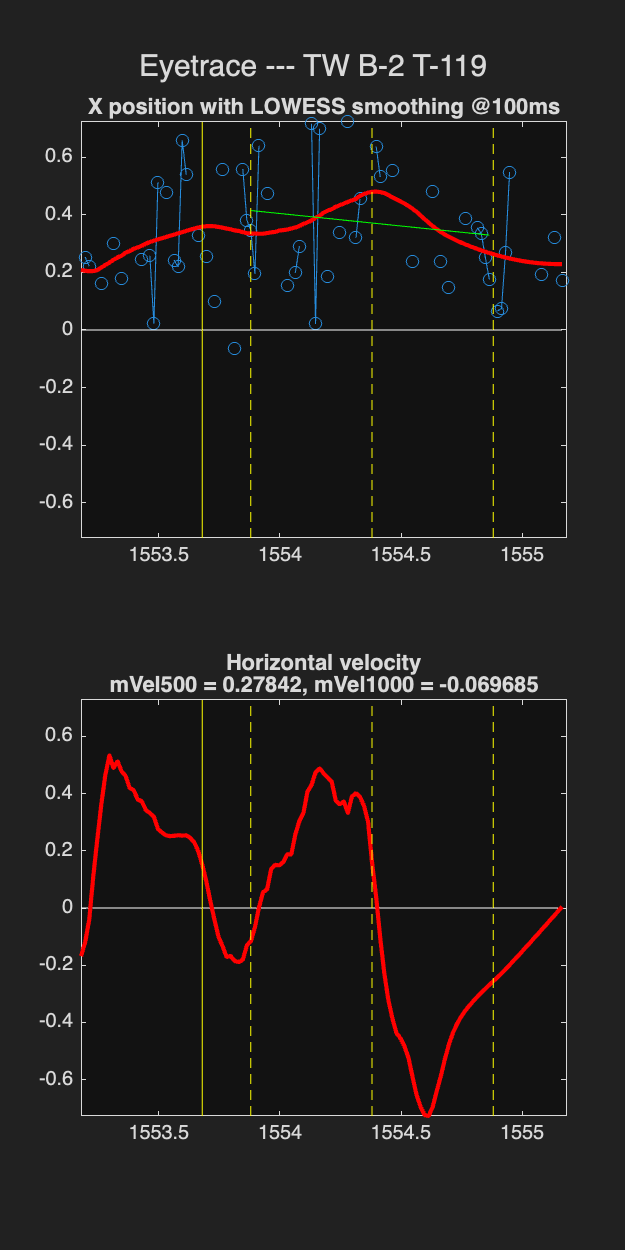 Eyetrace --- TW B-2 T-119
X position with LOWESS smoothing @100ms
0.6
0.4
0.2
0
-0.2
-0.4
-0.6
1553.5 1554 1554.5 1555
Horizontal velocity
mVel500 = 0.27842, mVel1000 = -0.069685
0.6
0.4
0.2
0
-0.2
-0.4
-0.6
1553.5 1554 1554.5 1555